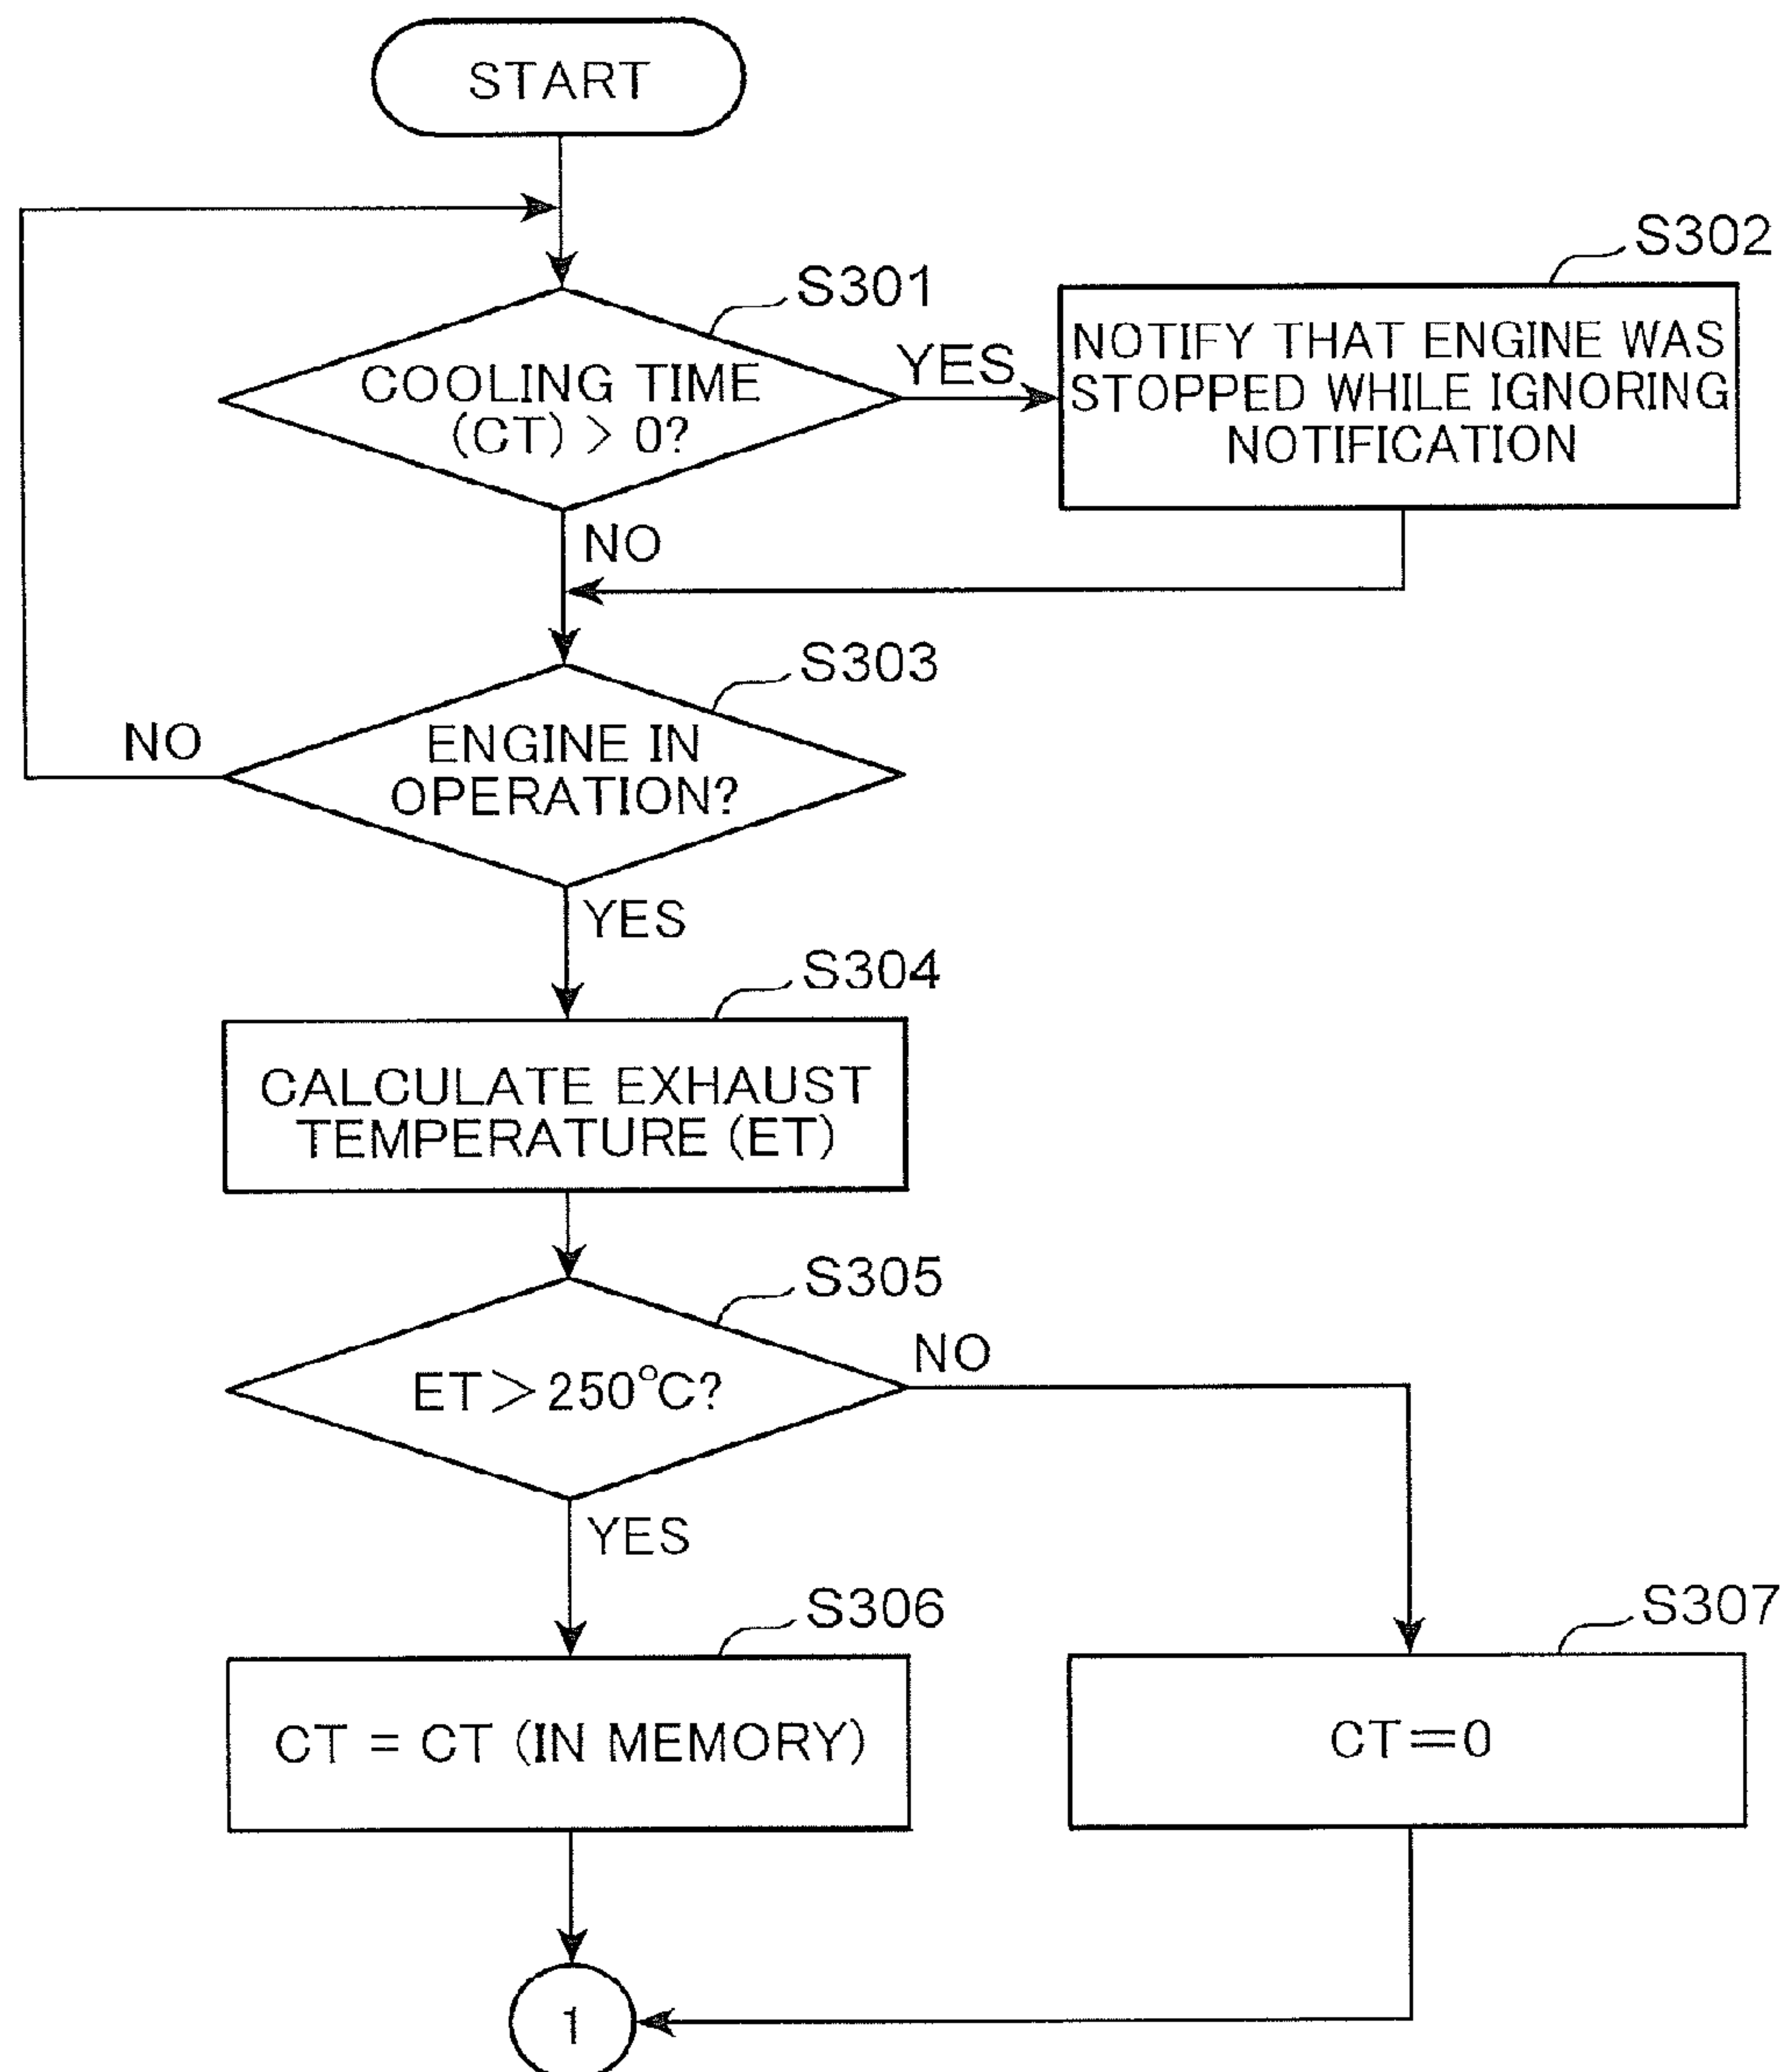 START
S301
COOLING TIME
(CT) > 0?
YES
S302
NOTIFY THAT ENGINE WAS
STOPPED WHILE IGNORING
NOTIFICATION
NO
S303
ENGINE IN
OPERATION?
NO
YES
S304
CALCULATE EXHAUST
TEMPERATURE (ET)
S305
ET > 250°C?
NO
YES
S306
CT = CT (IN MEMORY)
S307
CT=0
1